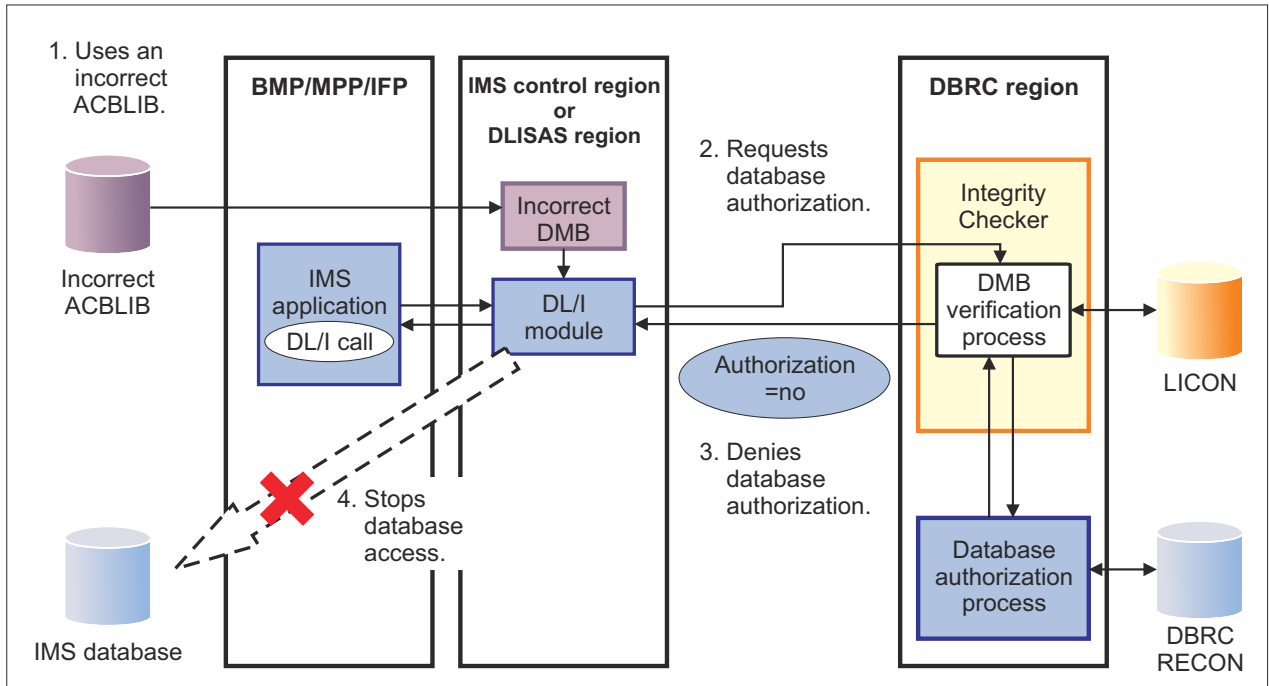 1. Uses an
incorrect
ACBLIB.
BMP/MPP/IFP
IMS control region
or
DLISAS region
DBRC region
2. Requests
database
authorization.
Integrity
Checker
Incorrect
DMB
Incorrect
ACBLIB
IMS
application
DL/I call
DL/I
module
DMB
verification
process
LICON
Authorization
=no
3. Denies
database
authorization.
4. Stops
database
access.
Database
authorization
process
IMS database
DBRC
RECON